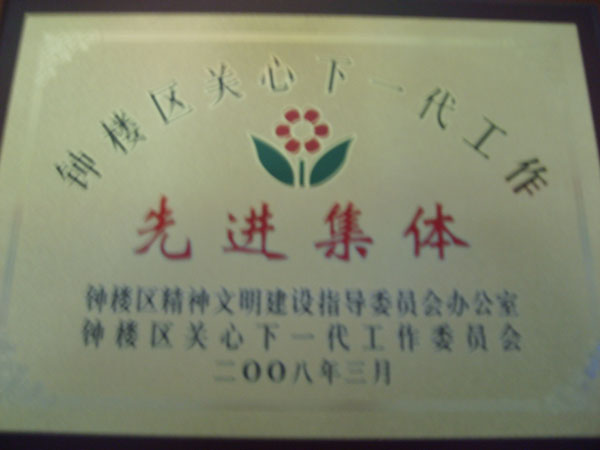 钟楼区关心下一代工作
先进集体
钟楼区精神文明建设指导委员会办公室
钟楼区关心下一代工作委员会
二〇〇八年三月